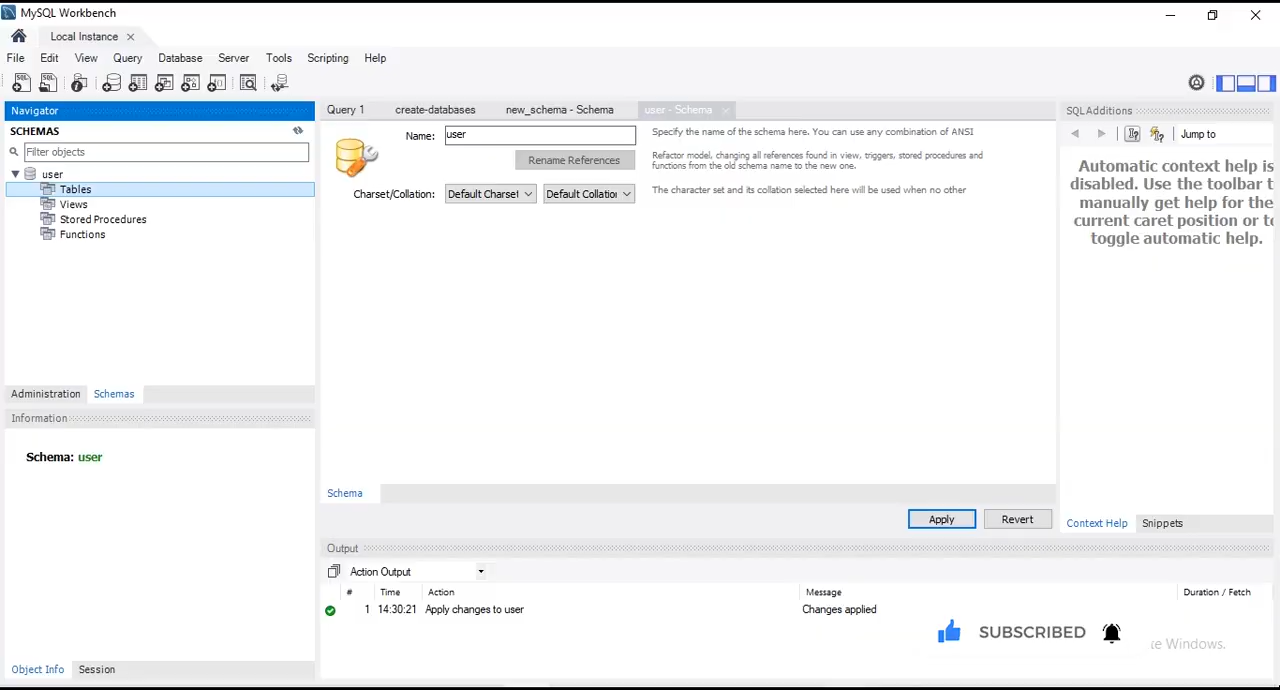 MySQL Workbench
Local Instance
File Edit View Query Database Server Tools Scripting Help
Navigator
SCHEMAS
Filter objects
user
Tables
Views
Stored Procedures
Functions
Administration Schemas
Information
Schema: user
Object Info Session
Query 1 create-databases new_schema - Schema user - Schema
Name: user
Specify the name of the schema here. You can use any combination of ANSI
Rename References
Refactor model, changing all references found in view, triggers, stored procedures and
functions from the old schema name to the new one.
Charset/Collation: Default Charset Default Collation
The character set and its collation selected here will be used when no other
Schema
Apply Revert
SQLAdditions
Jump to
Automatic context help is
disabled. Use the toolbar t
manually get help for the
current caret position or to
toggle automatic help.
Context Help Snippets
Output
Action Output
# Time Action Message Duration / Fetch
1 14:30:21 Apply changes to user Changes applied
SUBSCRIBED
Windows.